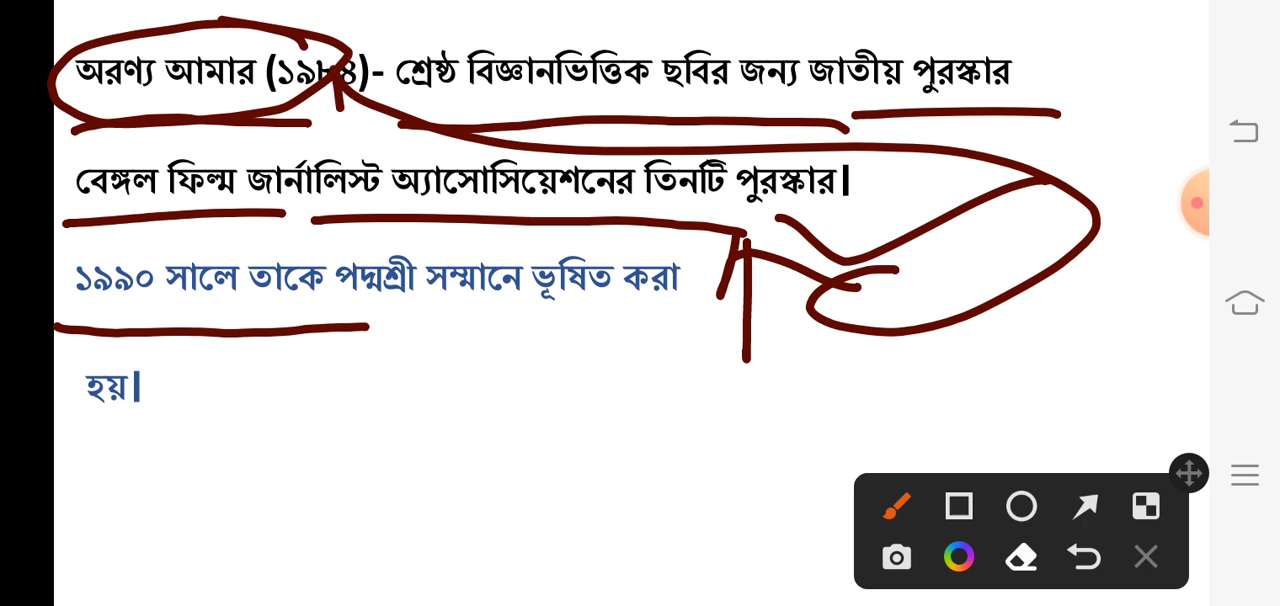 অরণ্য আমার (১৯৮৪)- শ্রেষ্ঠ বিজ্ঞানভিত্তিক ছবির জন্য জাতীয় পুরস্কার
বেঙ্গল ফিল্ম জার্নালিস্ট অ্যাসোসিয়েশনের তিনটি পুরস্কার।
১৯৯০ সালে তাকে পদ্মশ্রী সম্মানে ভূষিত করা
হয়।